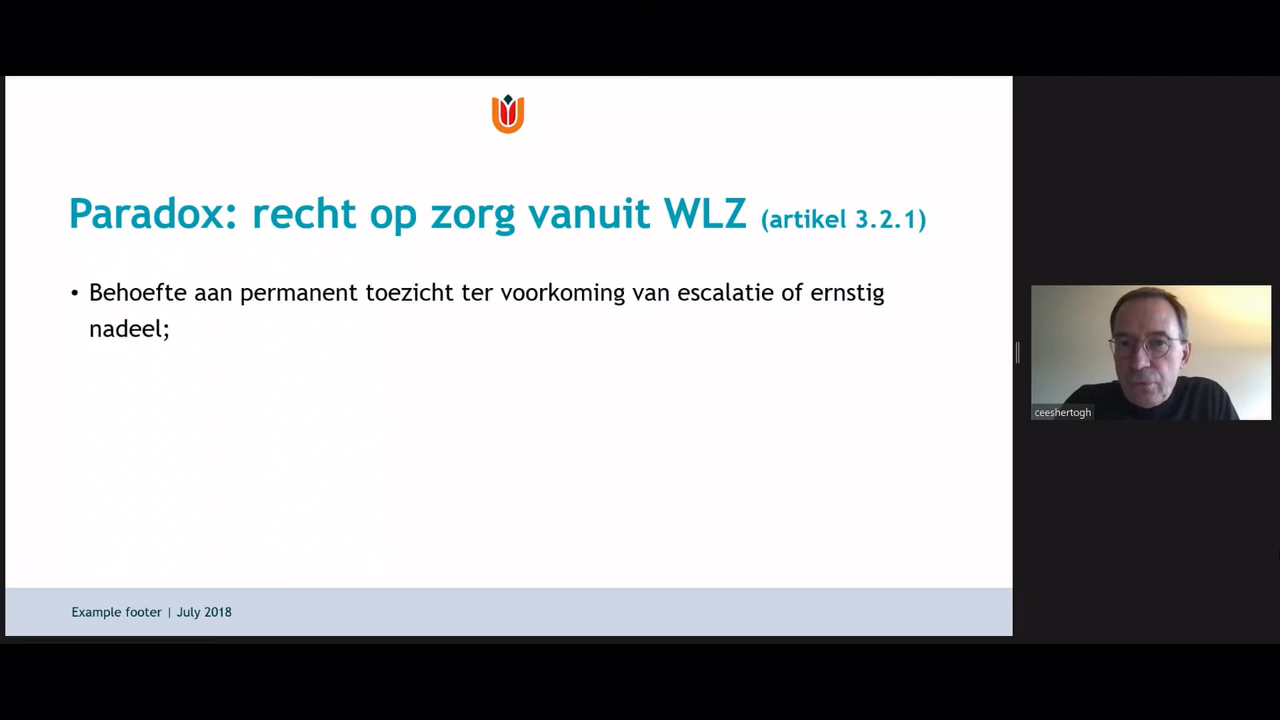 Paradox: recht op zorg vanuit WLZ (artikel 3.2.1)
• Behoefte aan permanent toezicht ter voorkoming van escalatie of ernstig
nadeel;
ceeshertogh
Example footer | July 2018